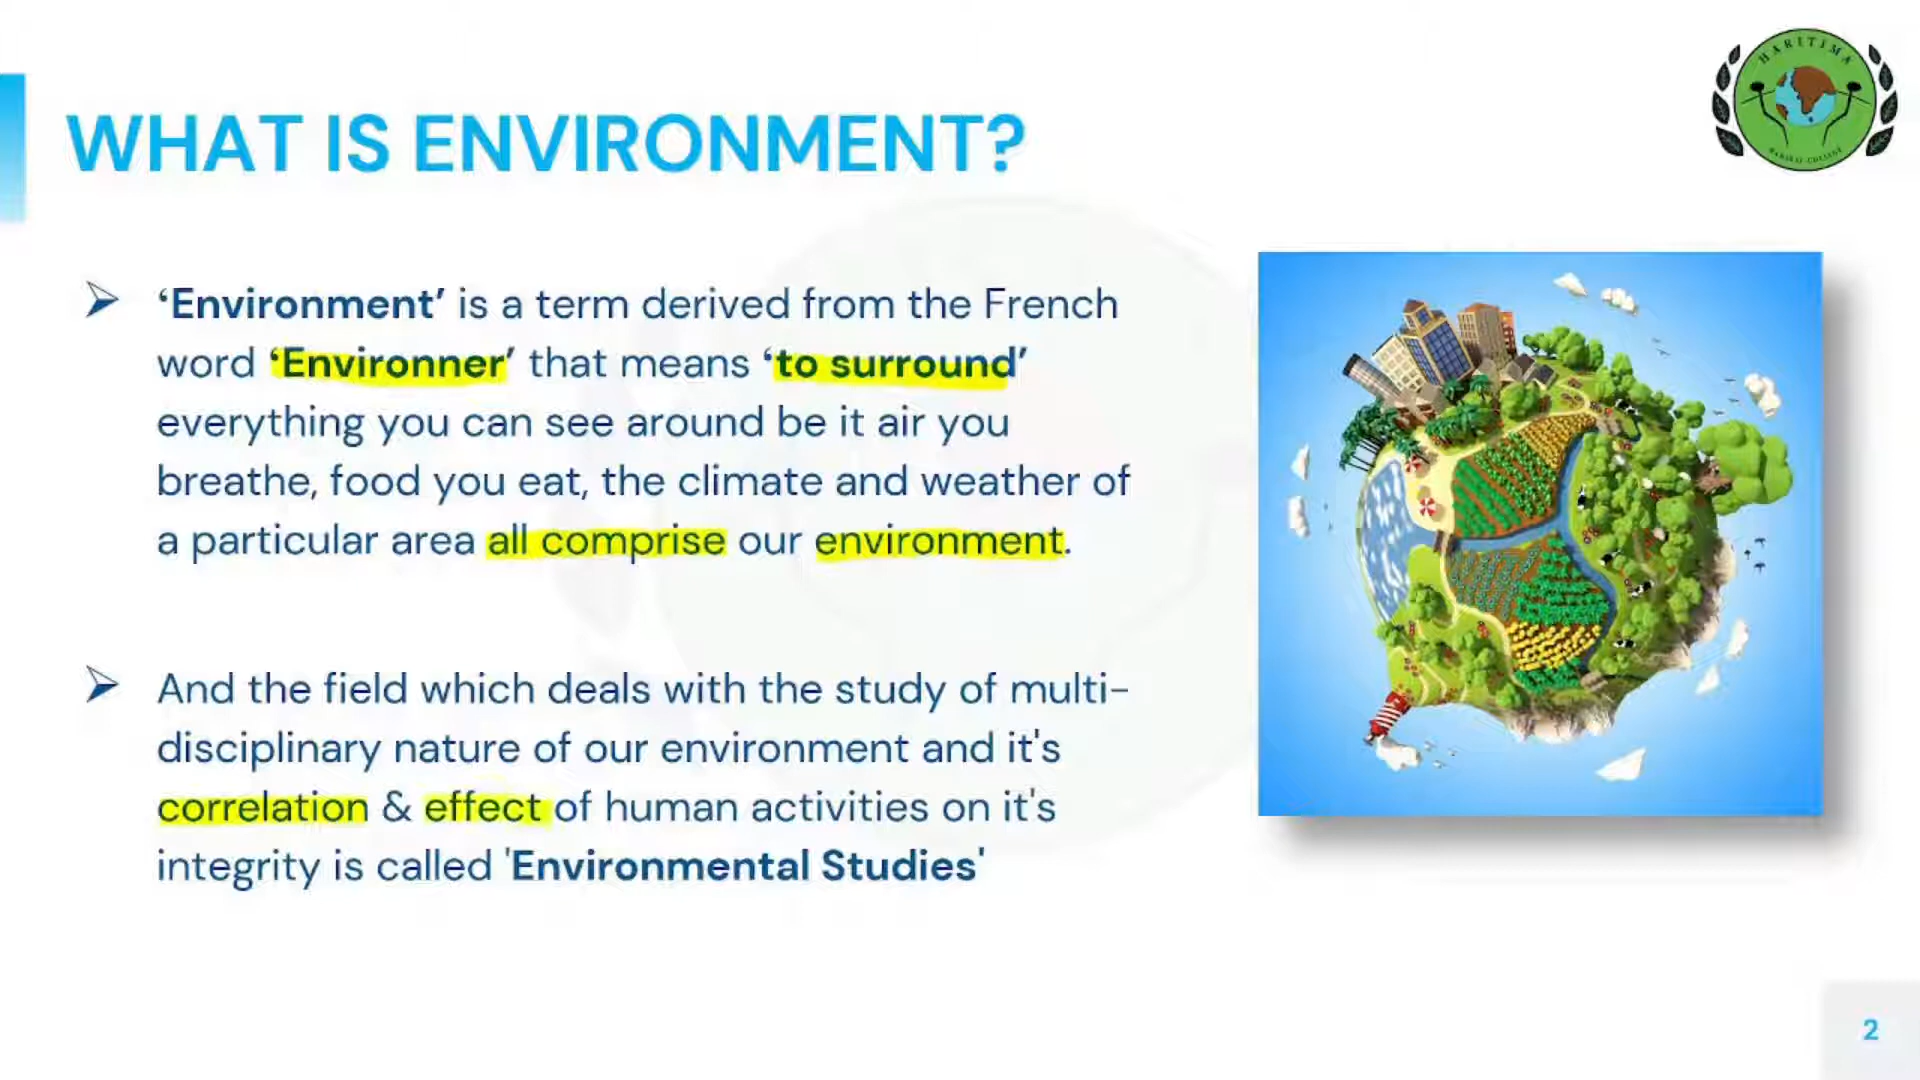 HARITIMA
WHAT IS ENVIRONMENT?
‘Environment’ is a term derived from the French
word ‘Environner’ that means ‘to surround’
everything you can see around be it air you
breathe, food you eat, the climate and weather of
a particular area all comprise our environment.
And the field which deals with the study of multi-
disciplinary nature of our environment and it's
correlation & effect of human activities on it's
integrity is called 'Environmental Studies'
2